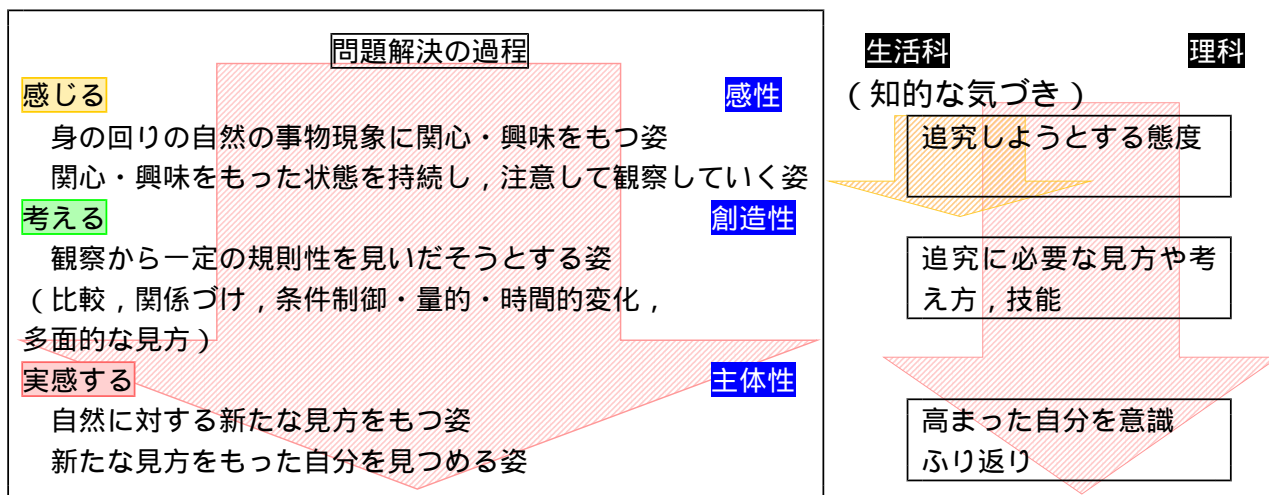 問題解決の過程
感じる 感性
身の回りの自然の事物現象に関心・興味をもつ姿
関心・興味をもった状態を持続し，注意して観察していく姿
考える 創造性
観察から一定の規則性を見いだそうとする姿
（比較，関係づけ，条件制御・量的・時間的変化，
多面的な見方）
実感する 主体性
自然に対する新たな見方をもつ姿
新たな見方をもった自分を見つめる姿
生活科 理科
（知的な気づき）
追究しようとする態度
追究に必要な見方や考
え方，技能
高まった自分を意識
ふり返り